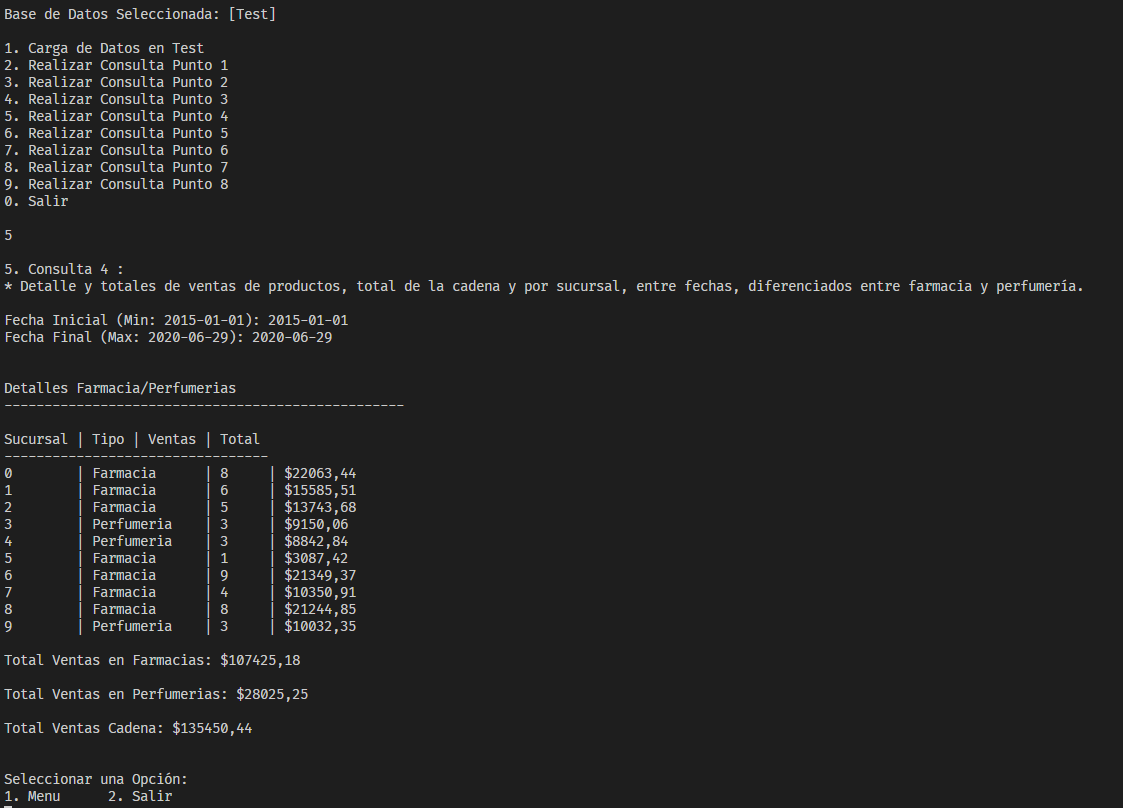 Base de Datos Seleccionada: [Test]
1. Carga de Datos en Test
2. Realizar Consulta Punto 1
3. Realizar Consulta Punto 2
4. Realizar Consulta Punto 3
5. Realizar Consulta Punto 4
6. Realizar Consulta Punto 5
7. Realizar Consulta Punto 6
8. Realizar Consulta Punto 7
9. Realizar Consulta Punto 8
0. Salir
5
5. Consulta 4 :
* Detalle y totales de ventas de productos, total de la cadena y por sucursal, entre fechas, diferenciados entre farmacia y perfumería.
Fecha Inicial (Min: 2015-01-01): 2015-01-01
Fecha Final (Max: 2020-06-29): 2020-06-29
Detalles Farmacia/Perfumerias
--------------------------------------------------
Sucursal | Tipo | Ventas | Total
---------------------------------
0        | Farmacia      | 8     | $22063,44
1        | Farmacia      | 6     | $15585,51
2        | Farmacia      | 5     | $13743,68
3        | Perfumeria    | 3     | $9150,06
4        | Perfumeria    | 3     | $8842,84
5        | Farmacia      | 1     | $3087,42
6        | Farmacia      | 9     | $21349,37
7        | Farmacia      | 4     | $10350,91
8        | Farmacia      | 8     | $21244,85
9        | Perfumeria    | 3     | $10032,35
Total Ventas en Farmacias: $107425,18
Total Ventas en Perfumerias: $28025,25
Total Ventas Cadena: $135450,44
Seleccionar una Opción:
1. Menu      2. Salir